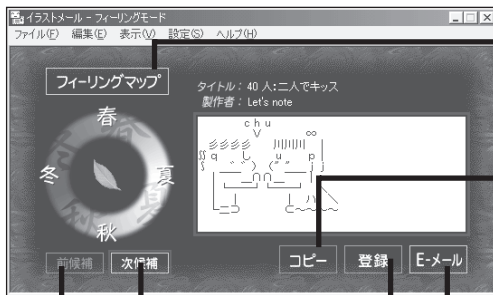 イラストメール - フィーリングモード
ファイル(F) 編集(E) 表示(V) 設定(S) ヘルプ(H)
フィーリングマップ
タイトル：40 人:二人でキッス
製作者：Let's note
chu
春
冬
夏
秋
前候補 次候補
コピー 登録 E-メール